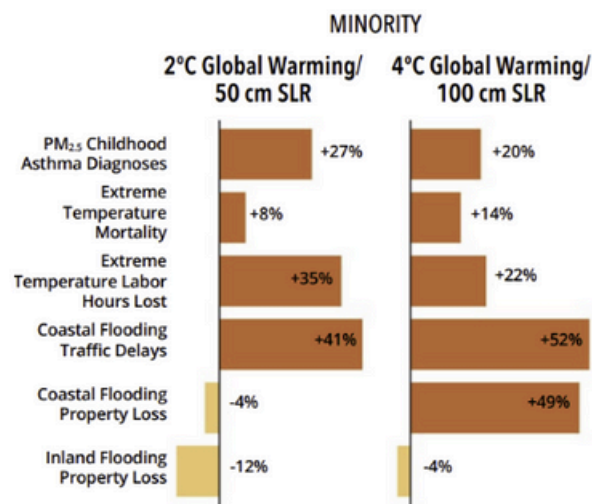 MINORITY
2°C Global Warming/
50 cm SLR
4°C Global Warming/
100 cm SLR
PM₂.₅ Childhood
Asthma Diagnoses
+27%
+20%
Extreme
Temperature
Mortality
+8%
+14%
Extreme
Temperature Labor
Hours Lost
+35%
+22%
Coastal Flooding
Traffic Delays
+41%
+52%
Coastal Flooding
Property Loss
-4%
+49%
Inland Flooding
Property Loss
-12%
-4%